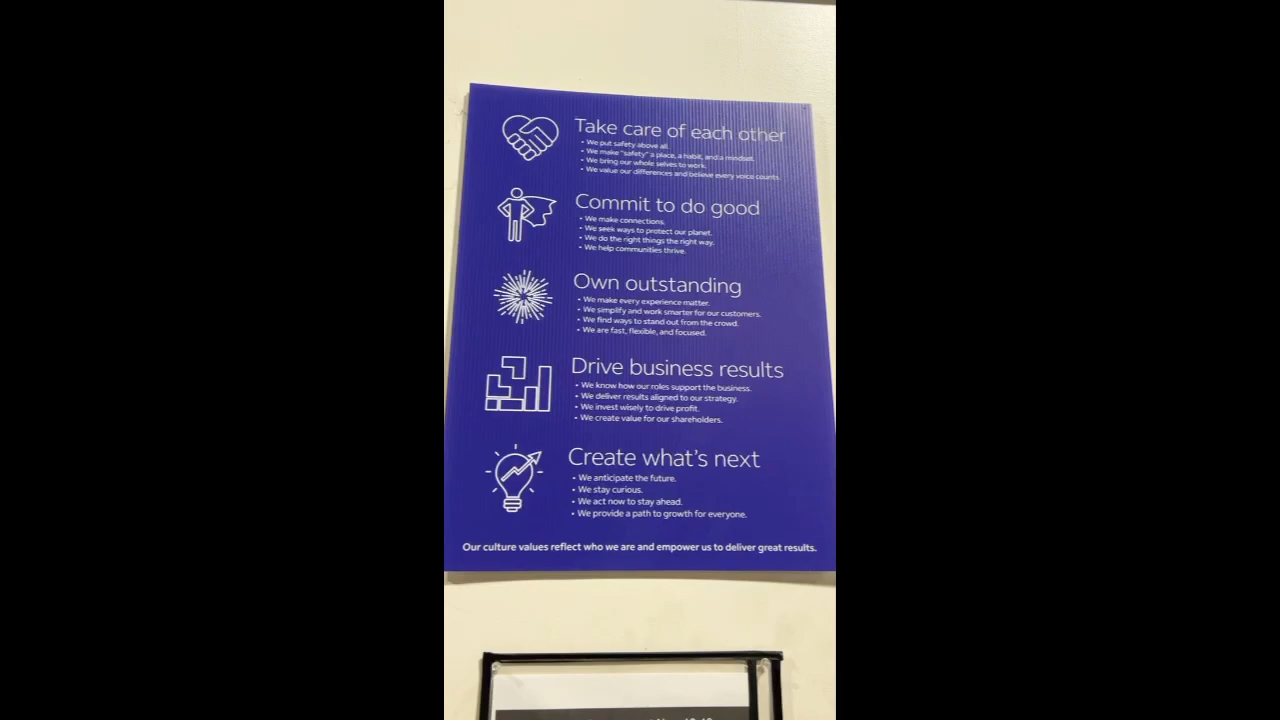 Take care of each other
• We put safety above all.
• We make "safety" a place, a habit, and a mindset.
• We bring our whole selves to work.
• We value our differences and believe every voice counts.
Commit to do good
• We make connections.
• We seek ways to protect our planet.
• We do the right things the right way.
• We help communities thrive.
Own outstanding
• We make every experience matter.
• We simplify and work smarter for our customers.
• We find ways to stand out from the crowd.
• We are fast, flexible, and focused.
Drive business results
• We know how our roles support the business.
• We deliver results aligned to our strategy.
• We invest wisely to drive profit.
• We create value for our shareholders.
Create what's next
• We anticipate the future.
• We stay curious.
• We act now to stay ahead.
• We provide a path to growth for everyone.
Our culture values reflect who we are and empower us to deliver great results.